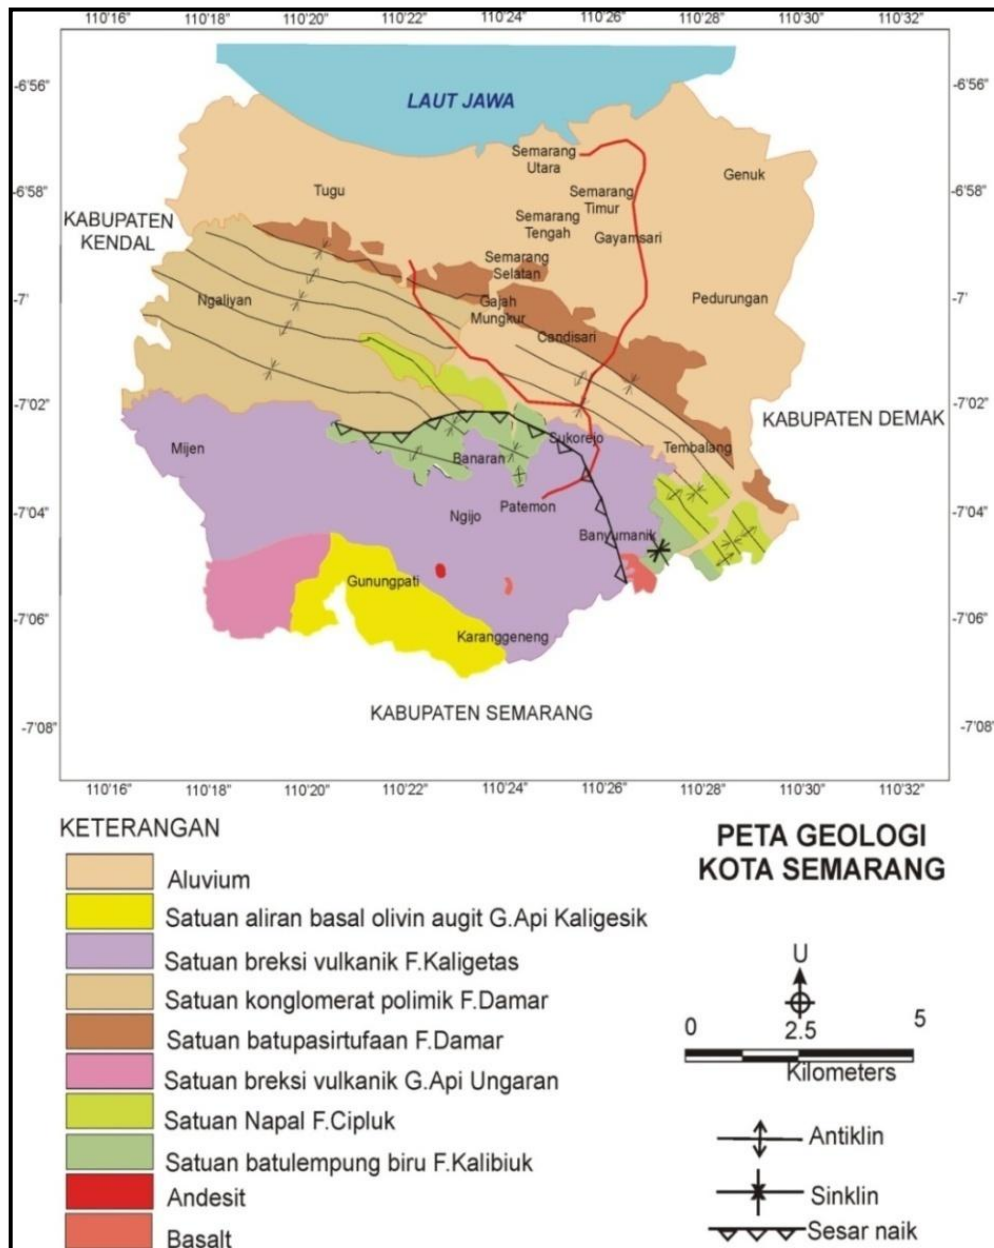 110'16" 110'18" 110'20" 110'22" 110'24" 110'26" 110'28" 110'30" 110'32"
-6'56" -6'56"
LAUT JAWA
Semarang
Utara
Genuk
Tugu
-6'58" -6'58"
Semarang
Timur
Semarang
Tengah
KABUPATEN
KENDAL
Gayamsari
Semarang
Selatan
-7' -7'
Ngaliyan
Gajah
Mungkur
Pedurungan
Candisari
-7'02" -7'02"
KABUPATEN DEMAK
Mijen
Sukorejo
Tembalang
Banaran
-7'04" -7'04"
Patemon
Ngijo
Banyumanik
Gunungpati
-7'06" -7'06"
Karanggeneng
KABUPATEN SEMARANG
-7'08" -7'08"
110'16" 110'18" 110'20" 110'22" 110'24" 110'26" 110'28" 110'30" 110'32"
KETERANGAN
Aluvium
Satuan aliran basal olivin augit G.Api Kaligesik
Satuan breksi vulkanik F.Kaligetas
Satuan konglomerat polimik F.Damar
Satuan batupasirtufaan F.Damar
Satuan breksi vulkanik G.Api Ungaran
Satuan Napal F.Cipluk
Satuan batulempung biru F.Kalibiuk
Andesit
Basalt
PETA GEOLOGI
KOTA SEMARANG
U
0 2.5 5
Kilometers
Antiklin
Sinklin
Sesar naik